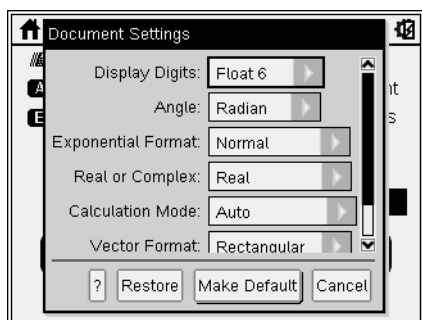 Document Settings
Display Digits: Float 6
Angle: Radian
Exponential Format: Normal
Real or Complex: Real
Calculation Mode: Auto
Vector Format: Rectangular
? Restore Make Default Cancel